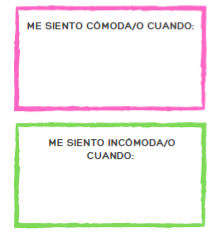 ME SIENTO CÓMODA/O CUANDO:
ME SIENTO INCÓMODA/O
CUANDO: